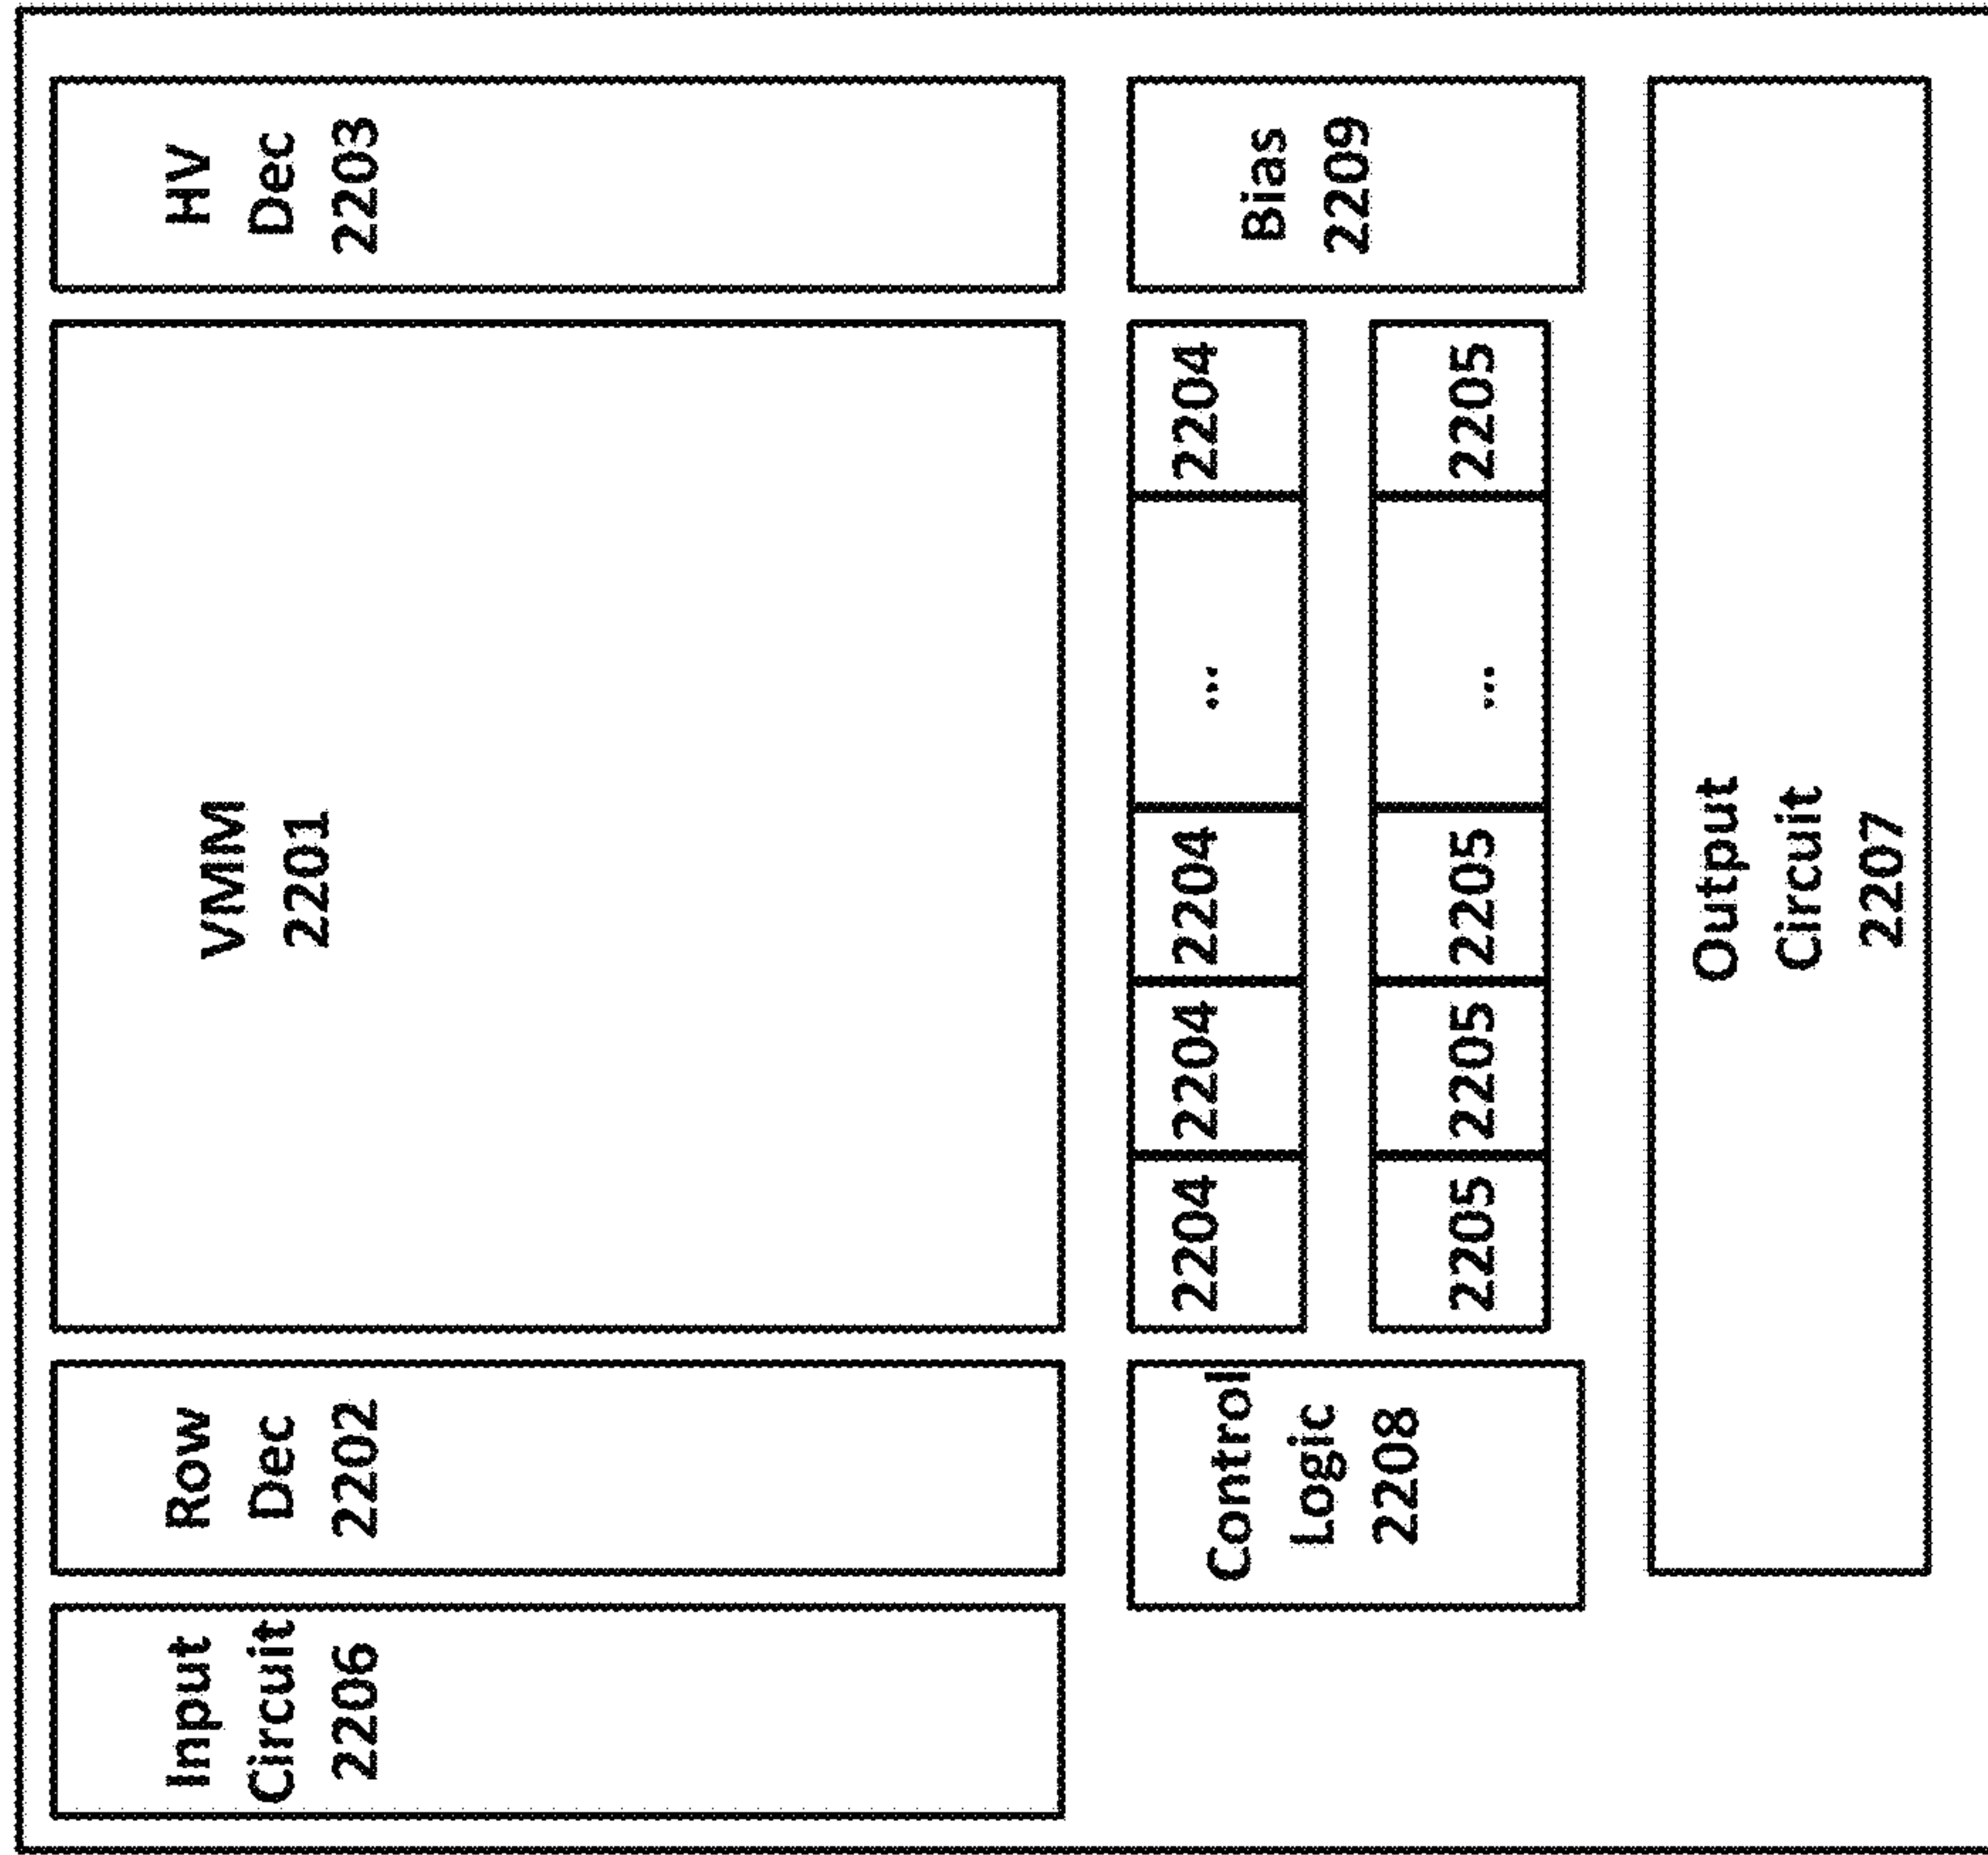 Input
Circuit
2206
Row
Dec
2202
VMM
2201
HV
Dec
2203
Control
Logic
2208
2204
2204
2204
...
2204
2205
2205
2205
...
2205
Bias
2209
Output
Circuit
2207